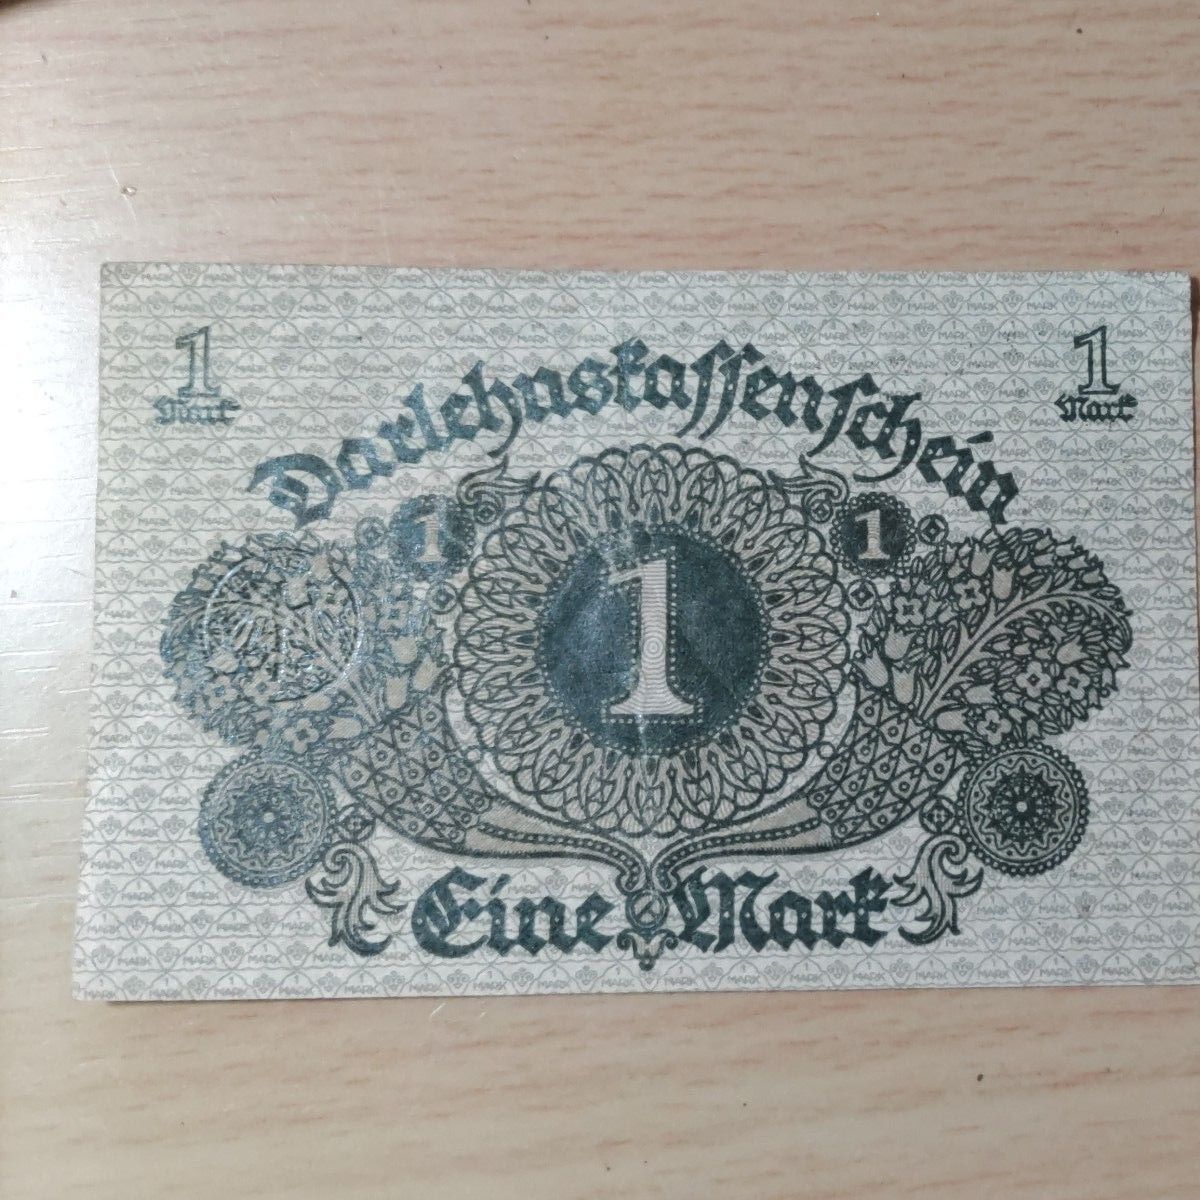 1 1
Mark Mark
Darlehnskassenschein
1 1
1
Eine Mark